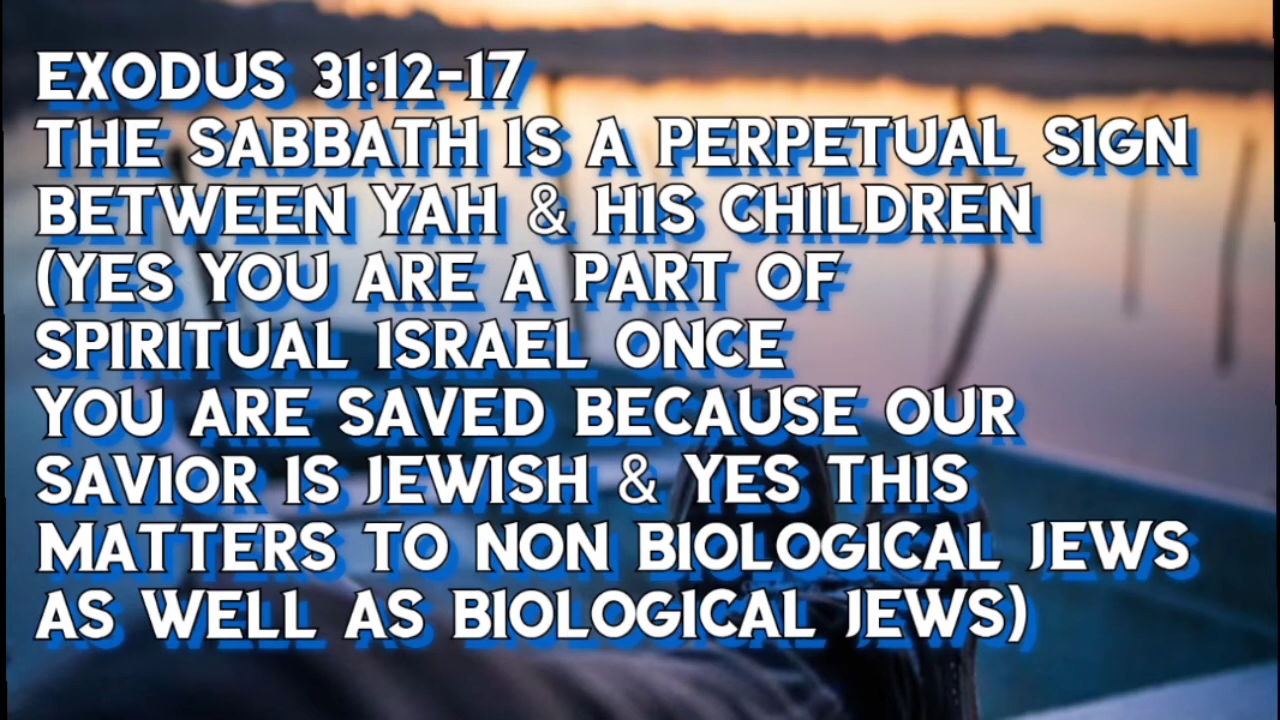 EXODUS 31:12-17
THE SABBATH IS A PERPETUAL SIGN
BETWEEN YAH & HIS CHILDREN
(YES YOU ARE A PART OF
SPIRITUAL ISRAEL ONCE
YOU ARE SAVED BECAUSE OUR
SAVIOR IS JEWISH & YES THIS
MATTERS TO NON BIOLOGICAL JEWS
AS WELL AS BIOLOGICAL JEWS)